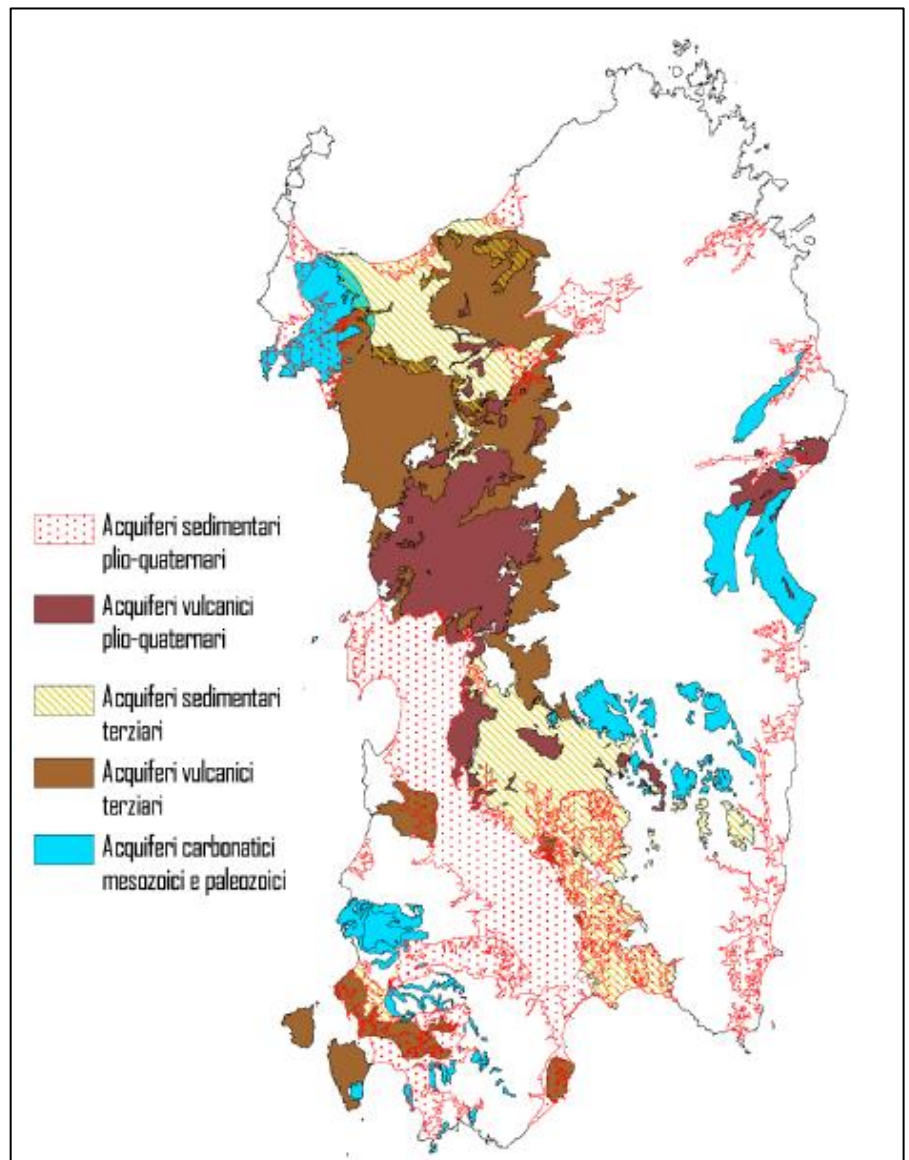 Acquiferi sedimentari
plio-quaternari
Acquiferi vulcanici
plio-quaternari
Acquiferi sedimentari
terziari
Acquiferi vulcanici
terziari
Acquiferi carbonatici
mesozoici e paleozoici